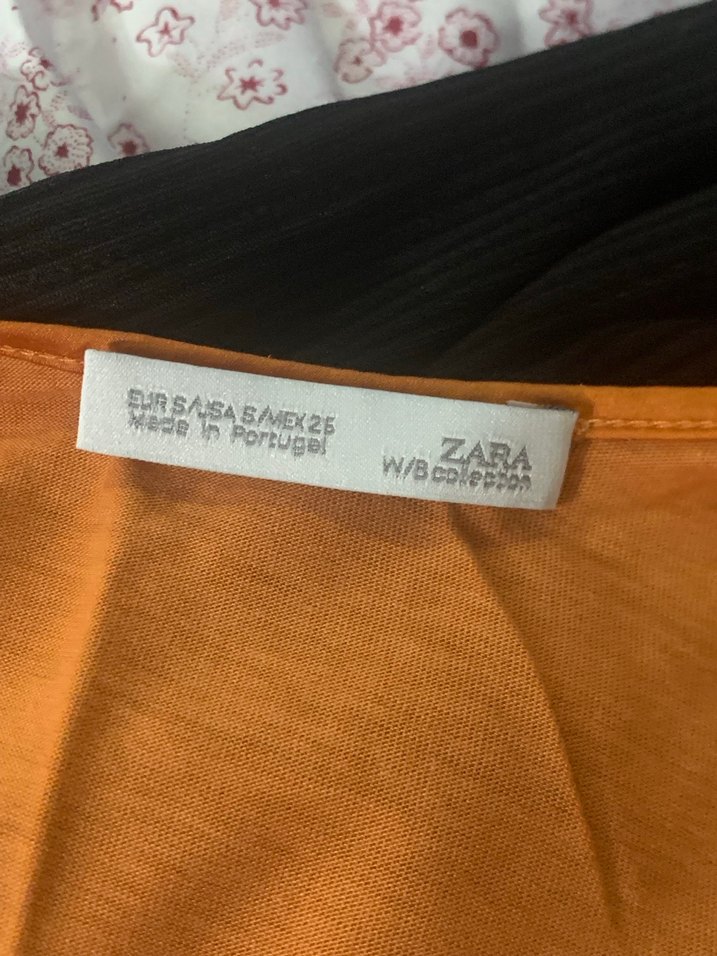 EUR S/USA S/MEX 26
Made in Portugal
ZARA
W/B collection